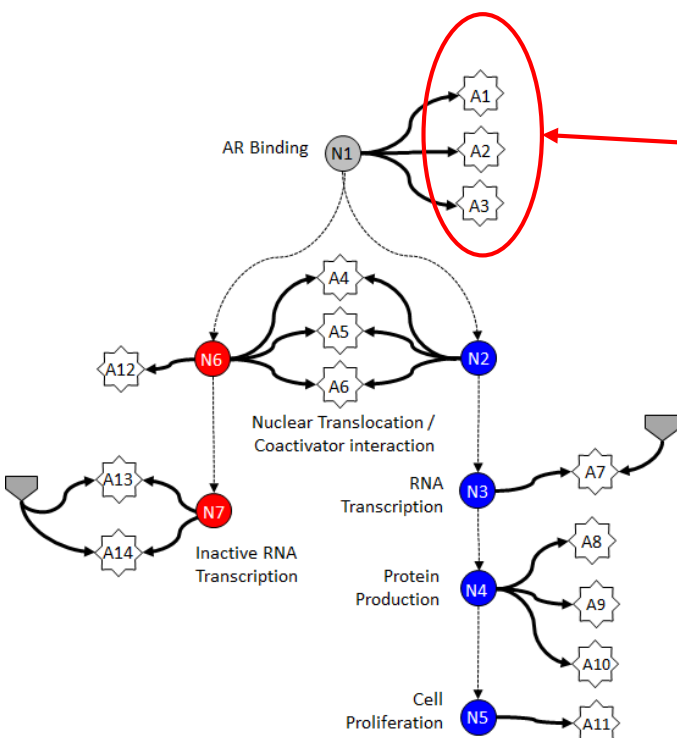 A1
AR Binding
N1
A2
A3
A4
A5
A12
N6
N2
A6
Nuclear Translocation /
Coactivator interaction
A13
A7
RNA
Transcription
N3
N7
A14
Inactive RNA
Transcription
A8
Protein
Production
N4
A9
A10
Cell
Proliferation
N5
A11